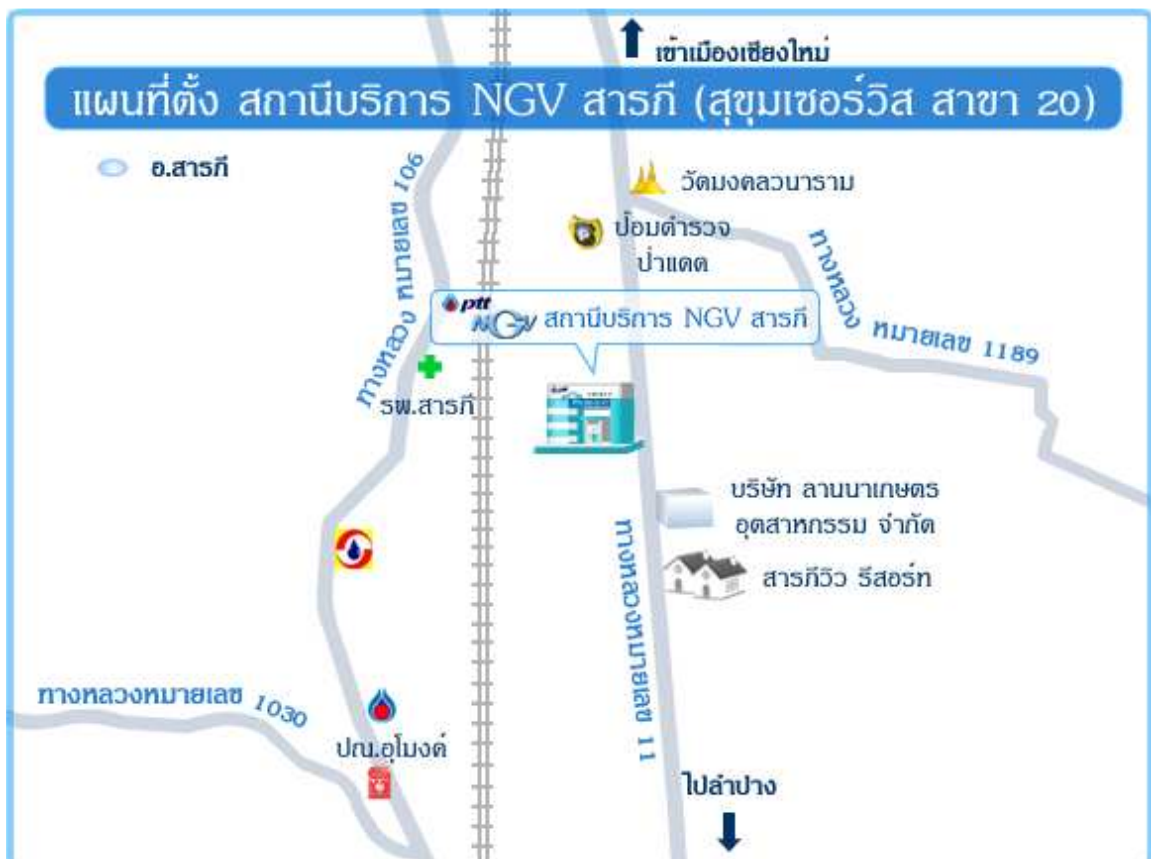 เข้าเมืองเชียงใหม่
แผนที่ตั้ง สถานีบริการ NGV สารภี (สุขุมเซอร์วิส สาขา 20)
อ.สารภี
ทางหลวง หมายเลข 106
วัดมงคลวนาราม
ป้อมตำรวจ
ป่าแดด
ทางหลวง หมายเลข 1189
ptt
NGV สถานีบริการ NGV สารภี
รพ.สารภี
บริษัท ลานนาเกษตร
อุตสาหกรรม จำกัด
สารภีวิว รีสอร์ท
ทางหลวงหมายเลข 11
ทางหลวงหมายเลข 1030
ปณ.อุโมงค์
ไปลำปาง